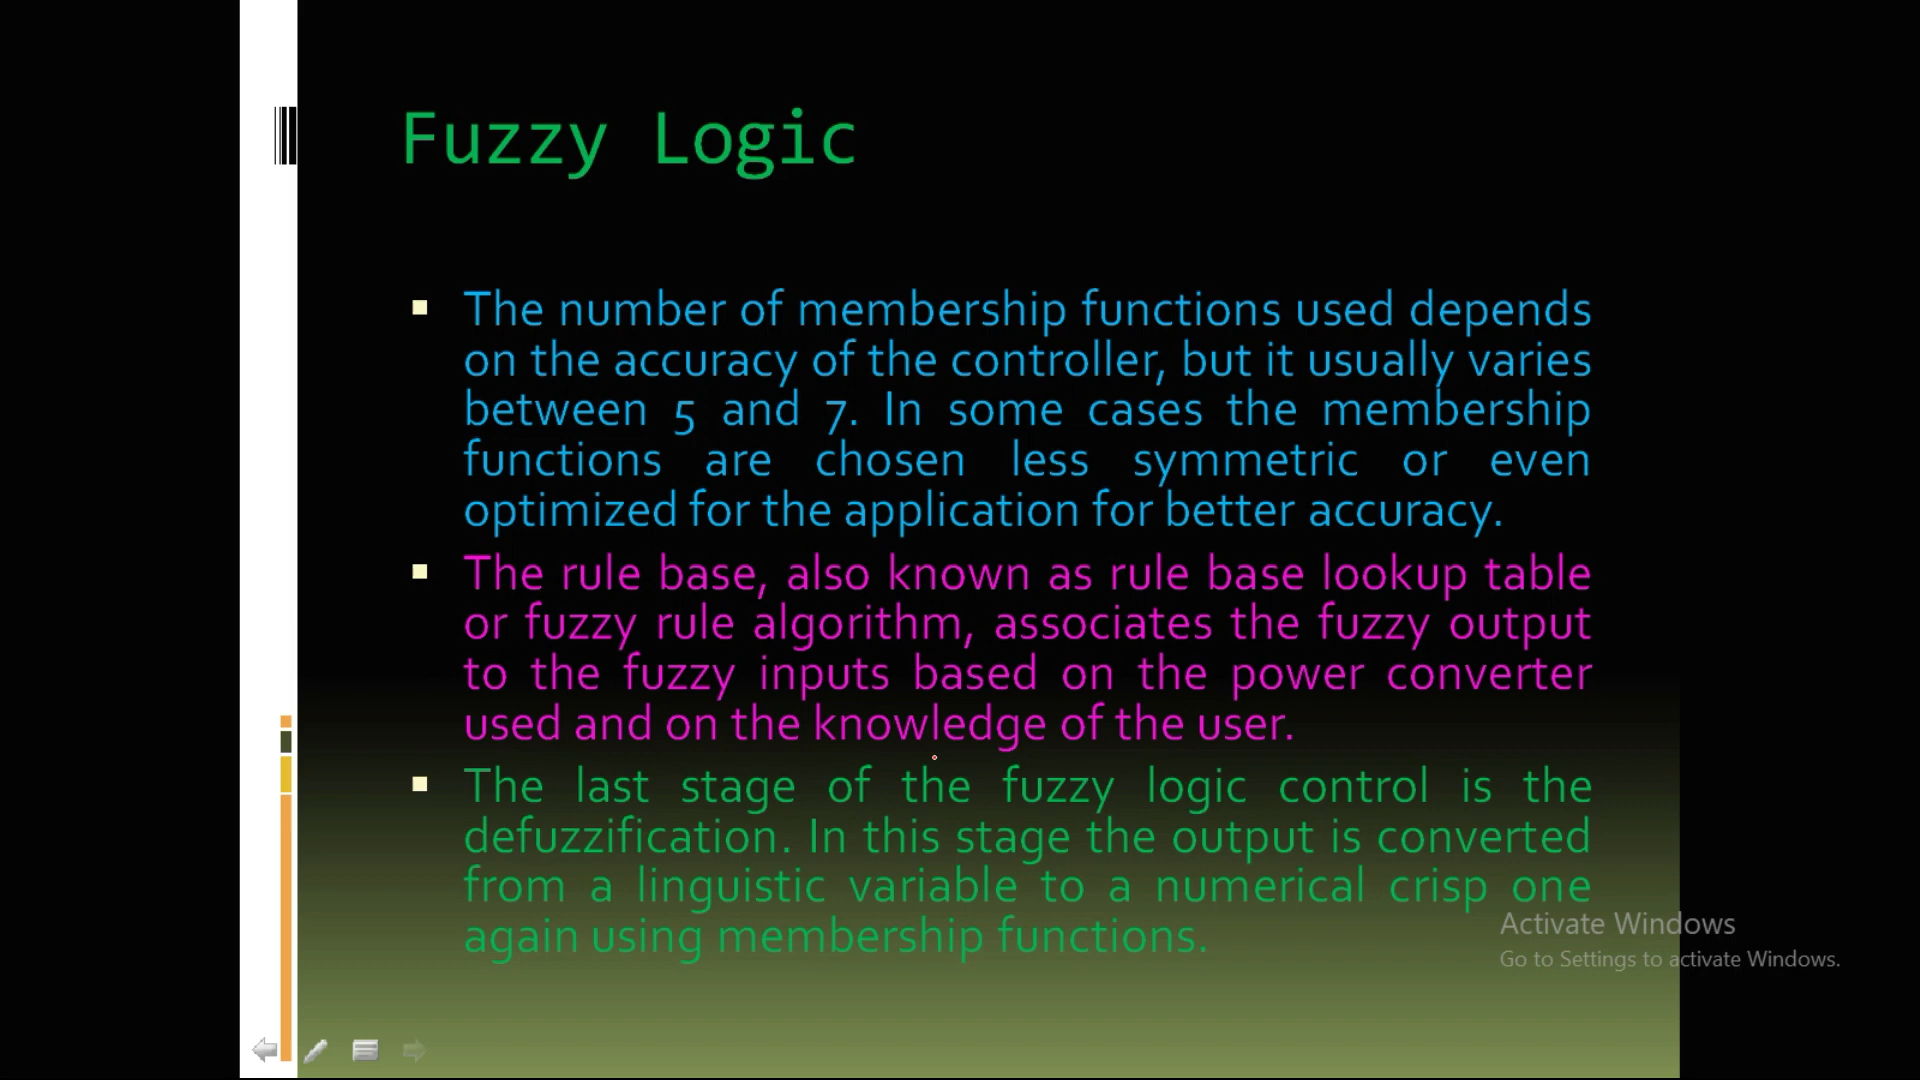 Fuzzy Logic
The number of membership functions used depends
on the accuracy of the controller, but it usually varies
between 5 and 7. In some cases the membership
functions are chosen less symmetric or even
optimized for the application for better accuracy.
The rule base, also known as rule base lookup table
or fuzzy rule algorithm, associates the fuzzy output
to the fuzzy inputs based on the power converter
used and on the knowledge of the user.
The last stage of the fuzzy logic control is the
defuzzification. In this stage the output is converted
from a linguistic variable to a numerical crisp one
again using membership functions.
Activate Windows
Go to Settings to activate Windows.